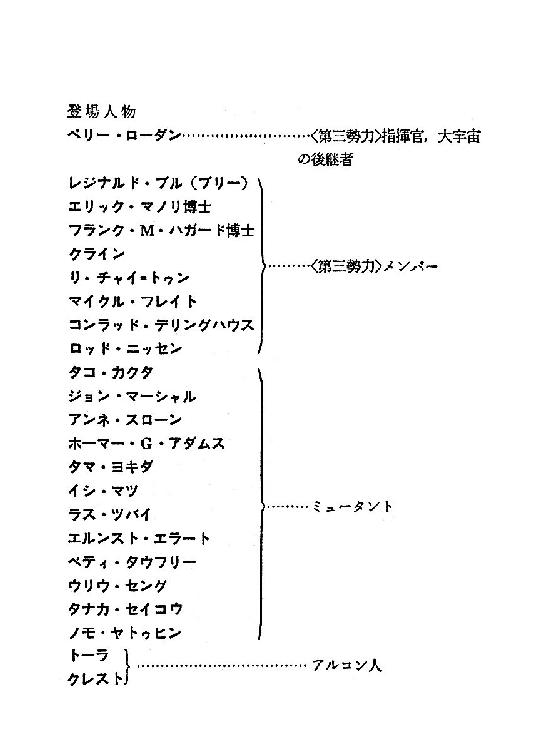 登場人物
ペリー・ローダン……………………〈第三勢力〉指揮官，大宇宙
の後継者
レジナルド・ブル（ブリー）
エリック・マノリ博士
フランク・M・ハガード博士
クライン
リ・チャイ＝トゥン
マイクル・フレイト
コンラッド・デリングハウス
ロッド・ニッセン
………〈第三勢力〉メンバー
タコ・カクタ
ジョン・マーシャル
アンネ・スローン
ホーマー・G・アダムス
タマ・ヨキダ
イシ・マツ
ラス・ツバイ
エルンスト・エラート
ベティ・タウフリー
ウリウ・セング
タナカ・セイコウ
ノモ・ヤトゥヒン
………ミュータント
トーラ
クレスト
……………………………アルコン人